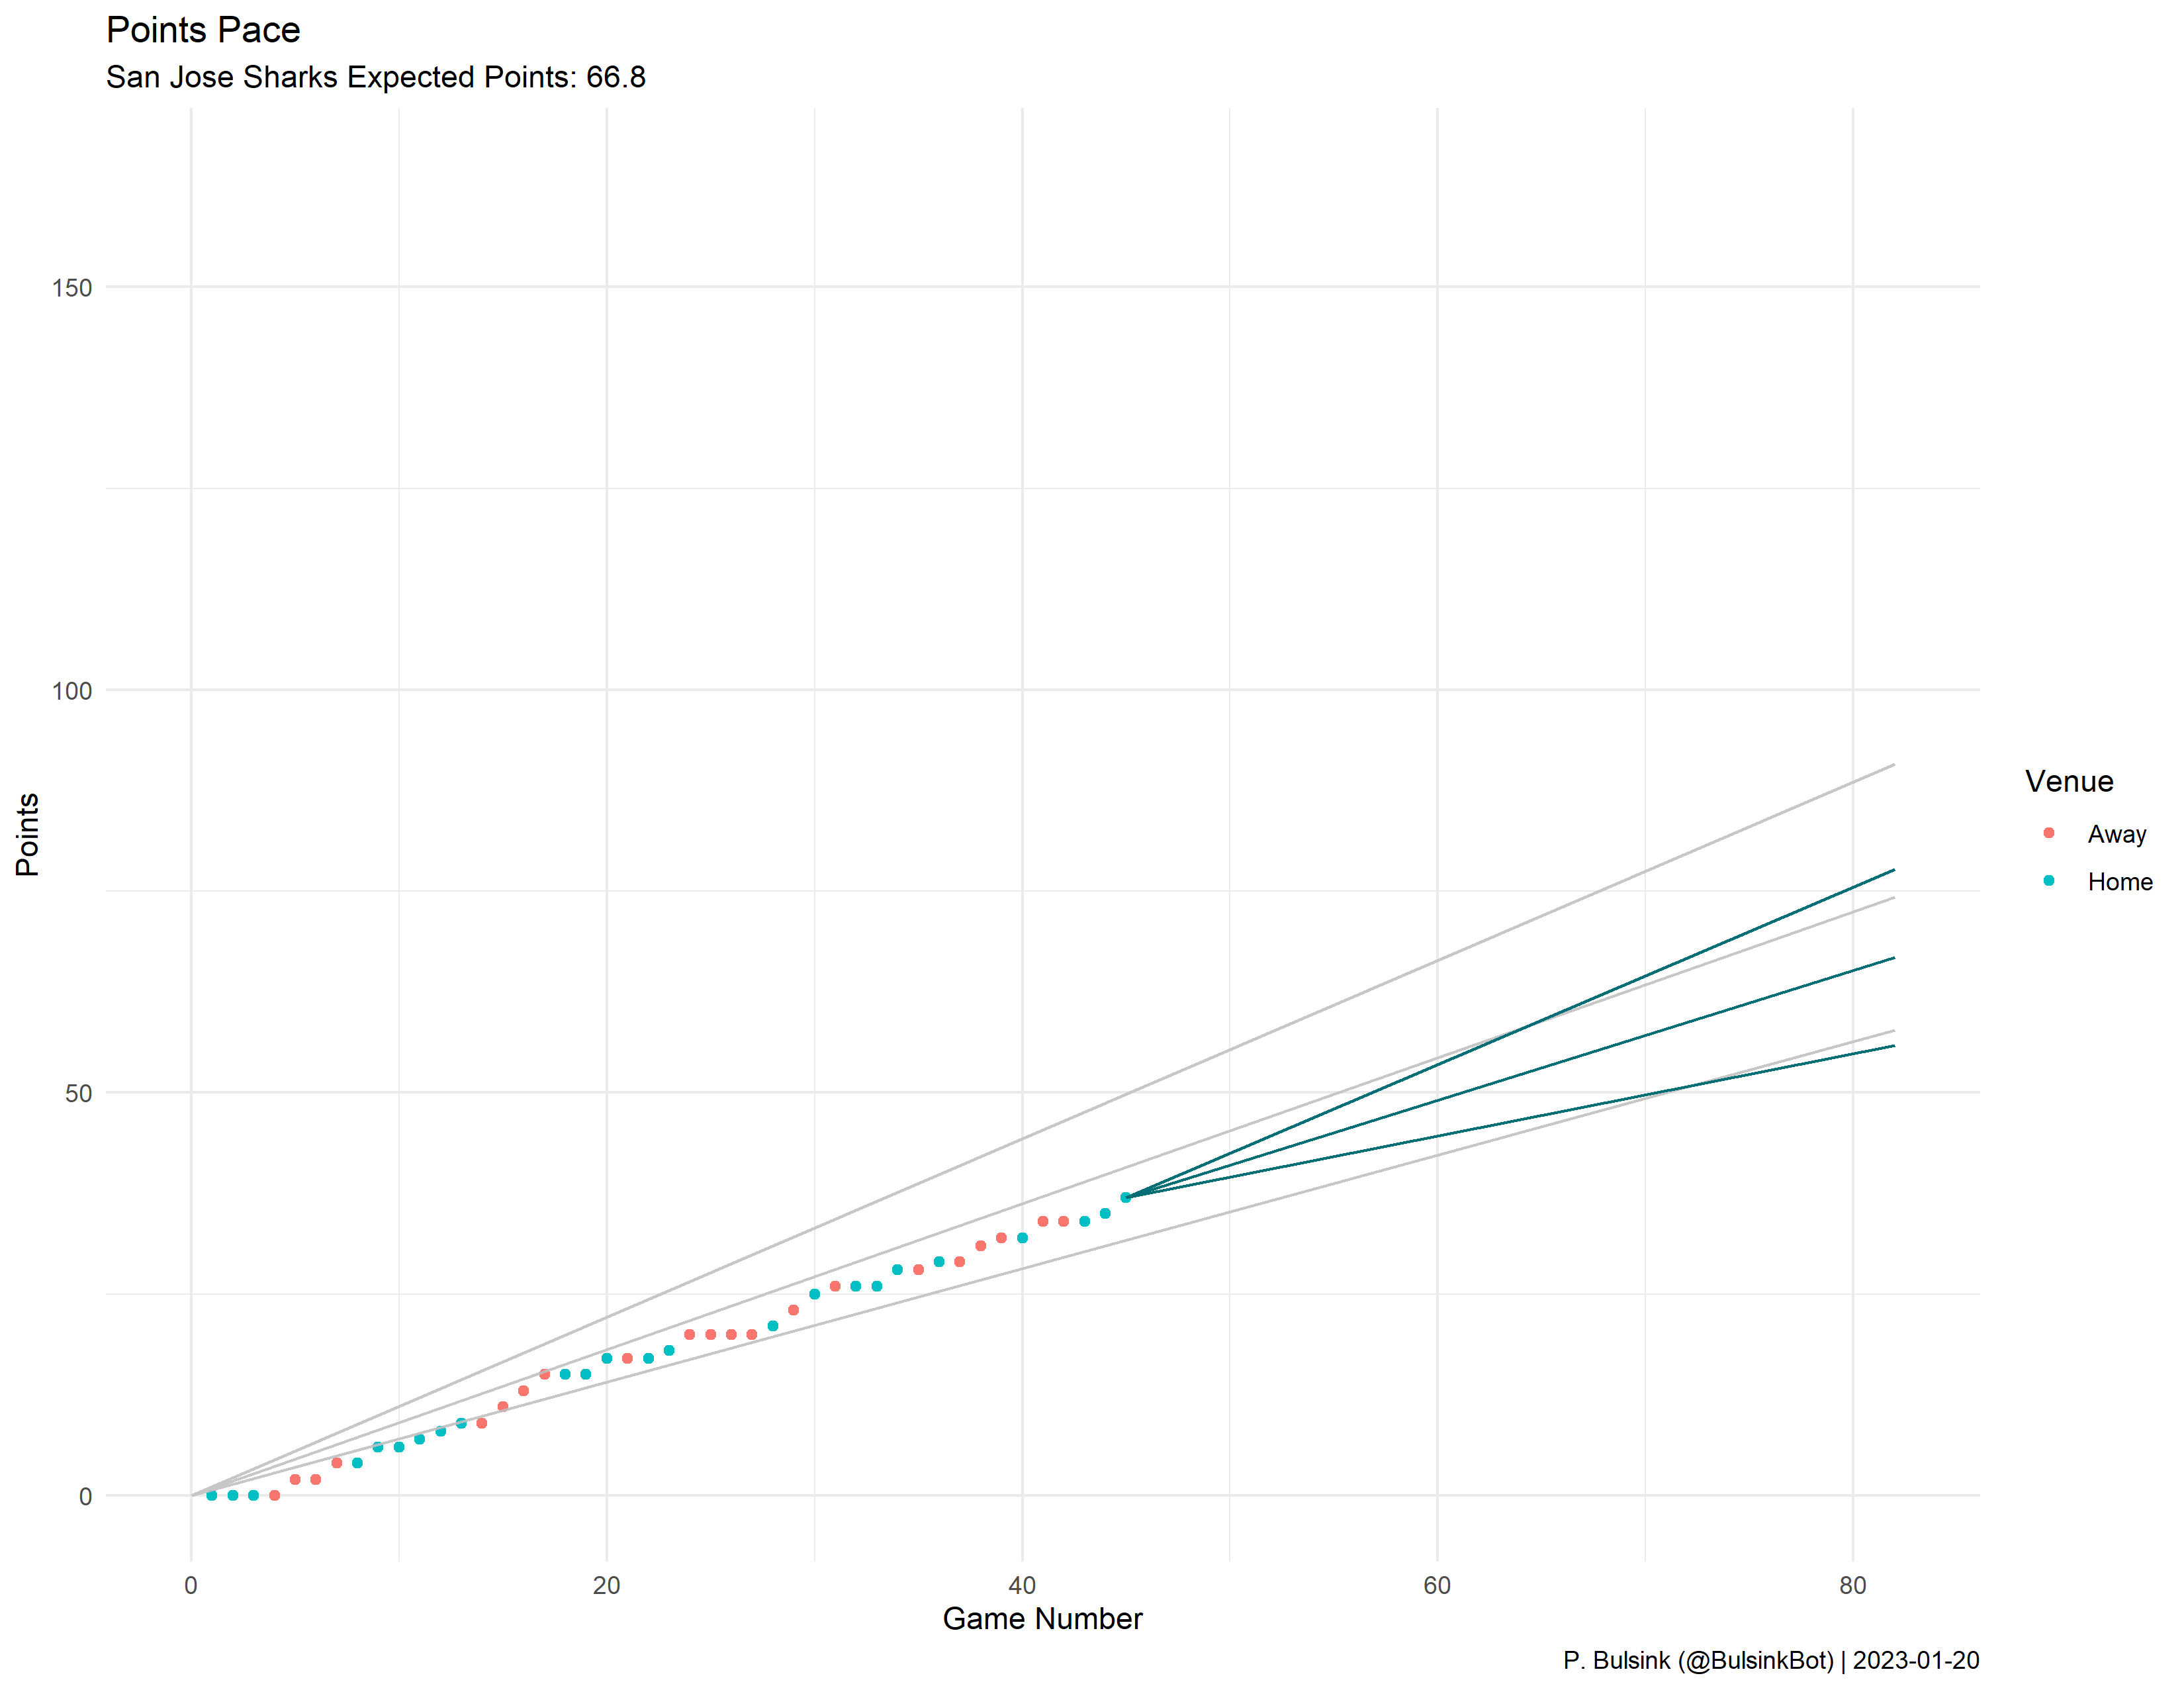 Points Pace
San Jose Sharks Expected Points: 66.8
150
100
50
0
Points
0 20 40 60 80
Game Number
Venue
Away
Home
P. Bulsink (@BulsinkBot) | 2023-01-20